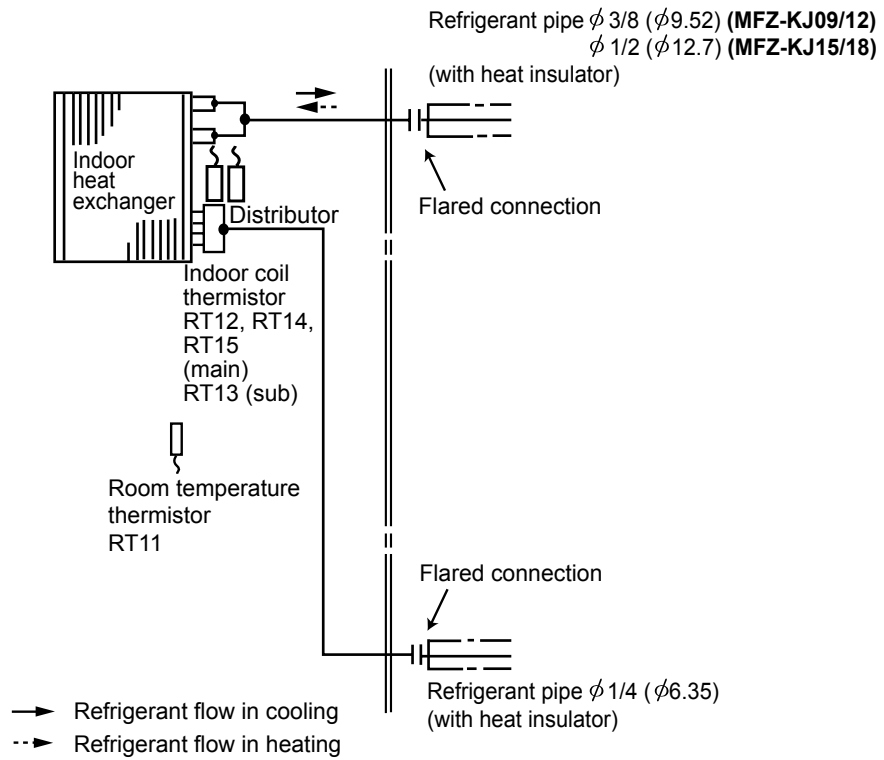 Refrigerant pipe ϕ 3/8 (ϕ9.52) (MFZ-KJ09/12)
ϕ 1/2 (ϕ12.7) (MFZ-KJ15/18)
(with heat insulator)
Indoor
heat
exchanger
Flared connection
Distributor
Indoor coil
thermistor
RT12, RT14,
RT15
(main)
RT13 (sub)
Room temperature
thermistor
RT11
Flared connection
Refrigerant pipe ϕ 1/4 (ϕ6.35)
(with heat insulator)
Refrigerant flow in cooling
Refrigerant flow in heating